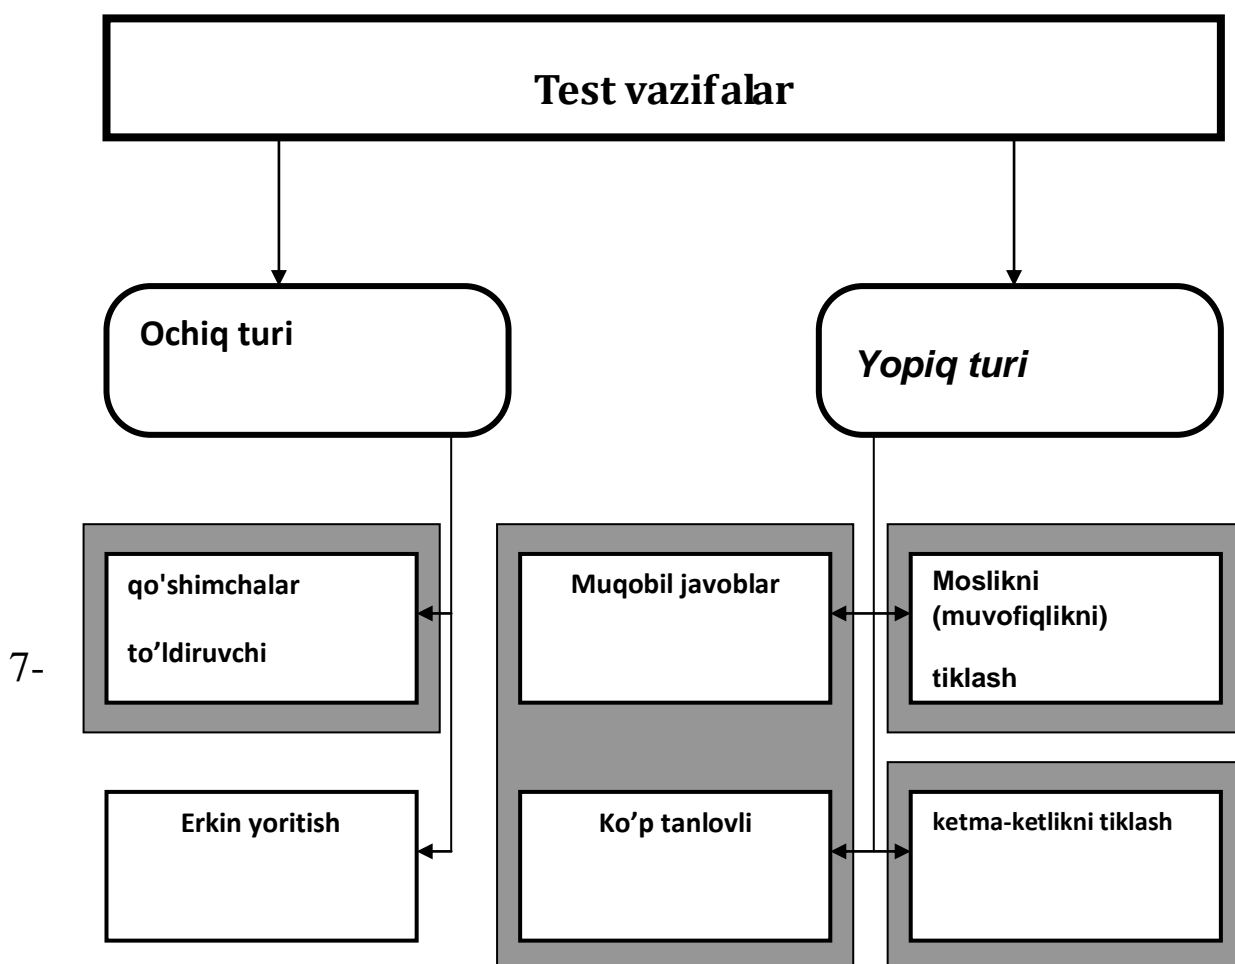 Test vazifalar
Ochiq turi
Yopiq turi
qo'shimchalar
to’ldiruvchi
Muqobil javoblar
Moslikni
(muvofiqlikni)
tiklash
7-
Erkin yoritish
Ko’p tanlovli
ketma-ketlikni tiklash